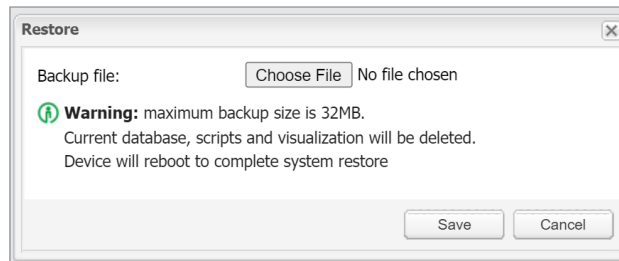 Restore
Backup file: Choose File No file chosen
Warning: maximum backup size is 32MB.
Current database, scripts and visualization will be deleted.
Device will reboot to complete system restore
Save Cancel